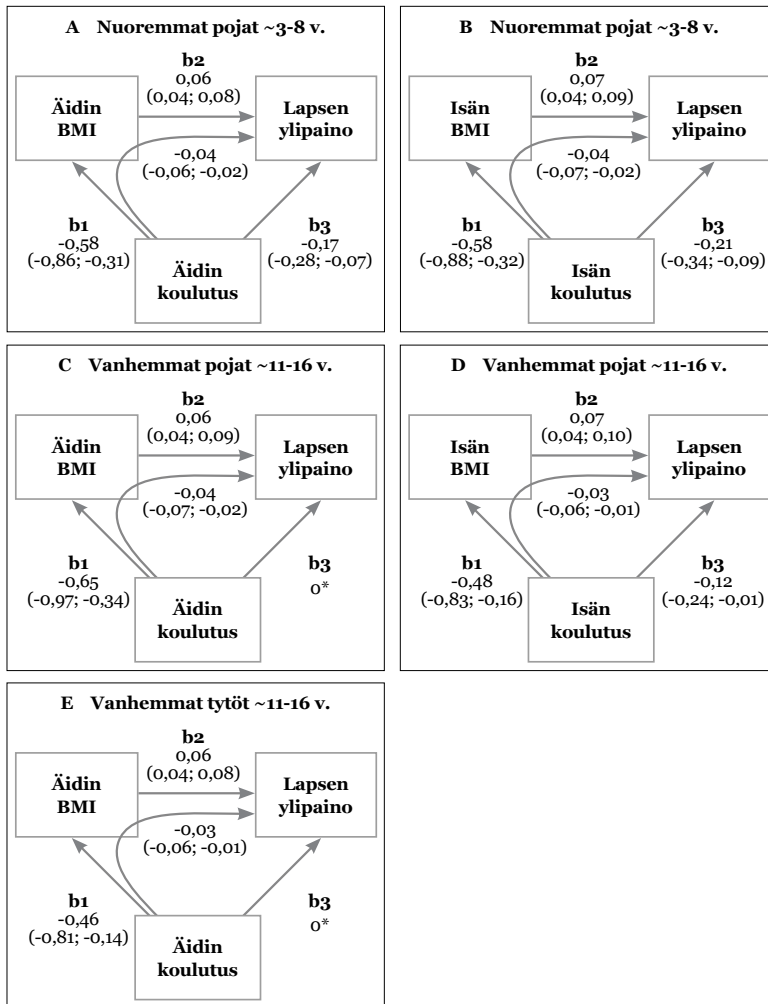 A Nuoremmat pojat ~3-8 v.
b2
0,06
(0,04; 0,08)
Äidin
BMI
Lapsen
ylipaino
-0,04
(-0,06; -0,02)
b1
-0,58
(-0,86; -0,31)
b3
-0,17
(-0,28; -0,07)
Äidin
koulutus
B Nuoremmat pojat ~3-8 v.
b2
0,07
(0,04; 0,09)
Isän
BMI
Lapsen
ylipaino
-0,04
(-0,07; -0,02)
b1
-0,58
(-0,88; -0,32)
b3
-0,21
(-0,34; -0,09)
Isän
koulutus
C Vanhemmat pojat ~11-16 v.
b2
0,06
(0,04; 0,09)
Äidin
BMI
Lapsen
ylipaino
-0,04
(-0,07; -0,02)
b1
-0,65
(-0,97; -0,34)
b3
0*
Äidin
koulutus
D Vanhemmat pojat ~11-16 v.
b2
0,07
(0,04; 0,10)
Isän
BMI
Lapsen
ylipaino
-0,03
(-0,06; -0,01)
b1
-0,48
(-0,83; -0,16)
b3
-0,12
(-0,24; -0,01)
Isän
koulutus
E Vanhemmat tytöt ~11-16 v.
b2
0,06
(0,04; 0,08)
Äidin
BMI
Lapsen
ylipaino
-0,03
(-0,06; -0,01)
b1
-0,46
(-0,81; -0,14)
b3
0*
Äidin
koulutus